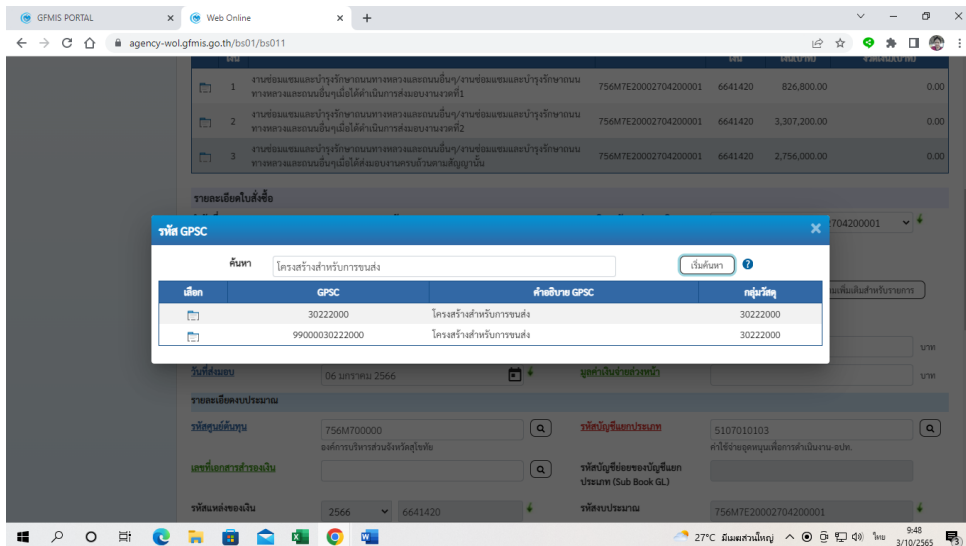 GFMIS PORTAL
Web Online
agency-wol.gfmis.go.th/bs01/bs011
1 งานซ่อมแซมและบำรุงรักษาถนนทางหลวงและถนนอื่นๆ/งานซ่อมแซมและบำรุงรักษาถนน 756M7E20002704200001 6641420 826,800.00 0.00
ทางหลวงและถนนอื่นๆเมื่อได้ดำเนินการส่งมอบงานงวดที่1
2 งานซ่อมแซมและบำรุงรักษาถนนทางหลวงและถนนอื่นๆ/งานซ่อมแซมและบำรุงรักษาถนน 756M7E20002704200001 6641420 3,307,200.00 0.00
ทางหลวงและถนนอื่นๆเมื่อได้ดำเนินการส่งมอบงานงวดที่2
3 งานซ่อมแซมและบำรุงรักษาถนนทางหลวงและถนนอื่นๆ/งานซ่อมแซมและบำรุงรักษาถนน 756M7E20002704200001 6641420 2,756,000.00 0.00
ทางหลวงและถนนอื่นๆเมื่อได้ส่งมอบงานครบถ้วนตามสัญญานั้น
รายละเอียดใบสั่งซื้อ
704200001
รหัส GPSC
ค้นหา โครงสร้างสำหรับการขนส่ง เริ่มค้นหา
เลือก GPSC คำอธิบาย GPSC กลุ่มวัสดุ
30222000 โครงสร้างสำหรับการขนส่ง 30222000
99000030222000 โครงสร้างสำหรับการขนส่ง 30222000
มเพิ่มเติมสำหรับรายการ
บาท
วันที่ส่งมอบ 06 มกราคม 2566 มูลค่าเงินจ่ายล่วงหน้า บาท
รายละเอียดงบประมาณ
รหัสศูนย์ต้นทุน 756M700000 รหัสบัญชีแยกประเภท 5107010103
องค์การบริหารส่วนจังหวัดสุโขทัย ค่าใช้จ่ายอุดหนุนเพื่อการดำเนินงาน-อปท.
เลขที่เอกสารสำรองเงิน รหัสบัญชีย่อยของบัญชีแยก
ประเภท (Sub Book GL)
รหัสแหล่งของเงิน 2566 6641420 รหัสงบประมาณ 756M7E20002704200001
27°C มีเมฆส่วนใหญ่ ไทย 9:48
3/10/2565
3